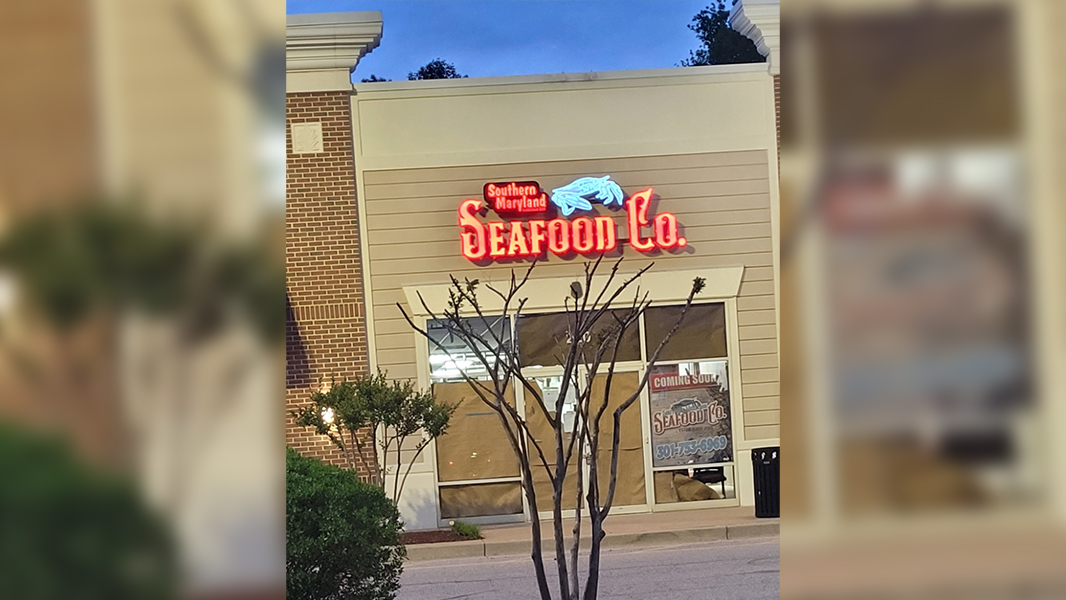 Southern
Maryland
SEAFOOD CO.
COMING SOON
SEAFOOD CO.
301-753-6969